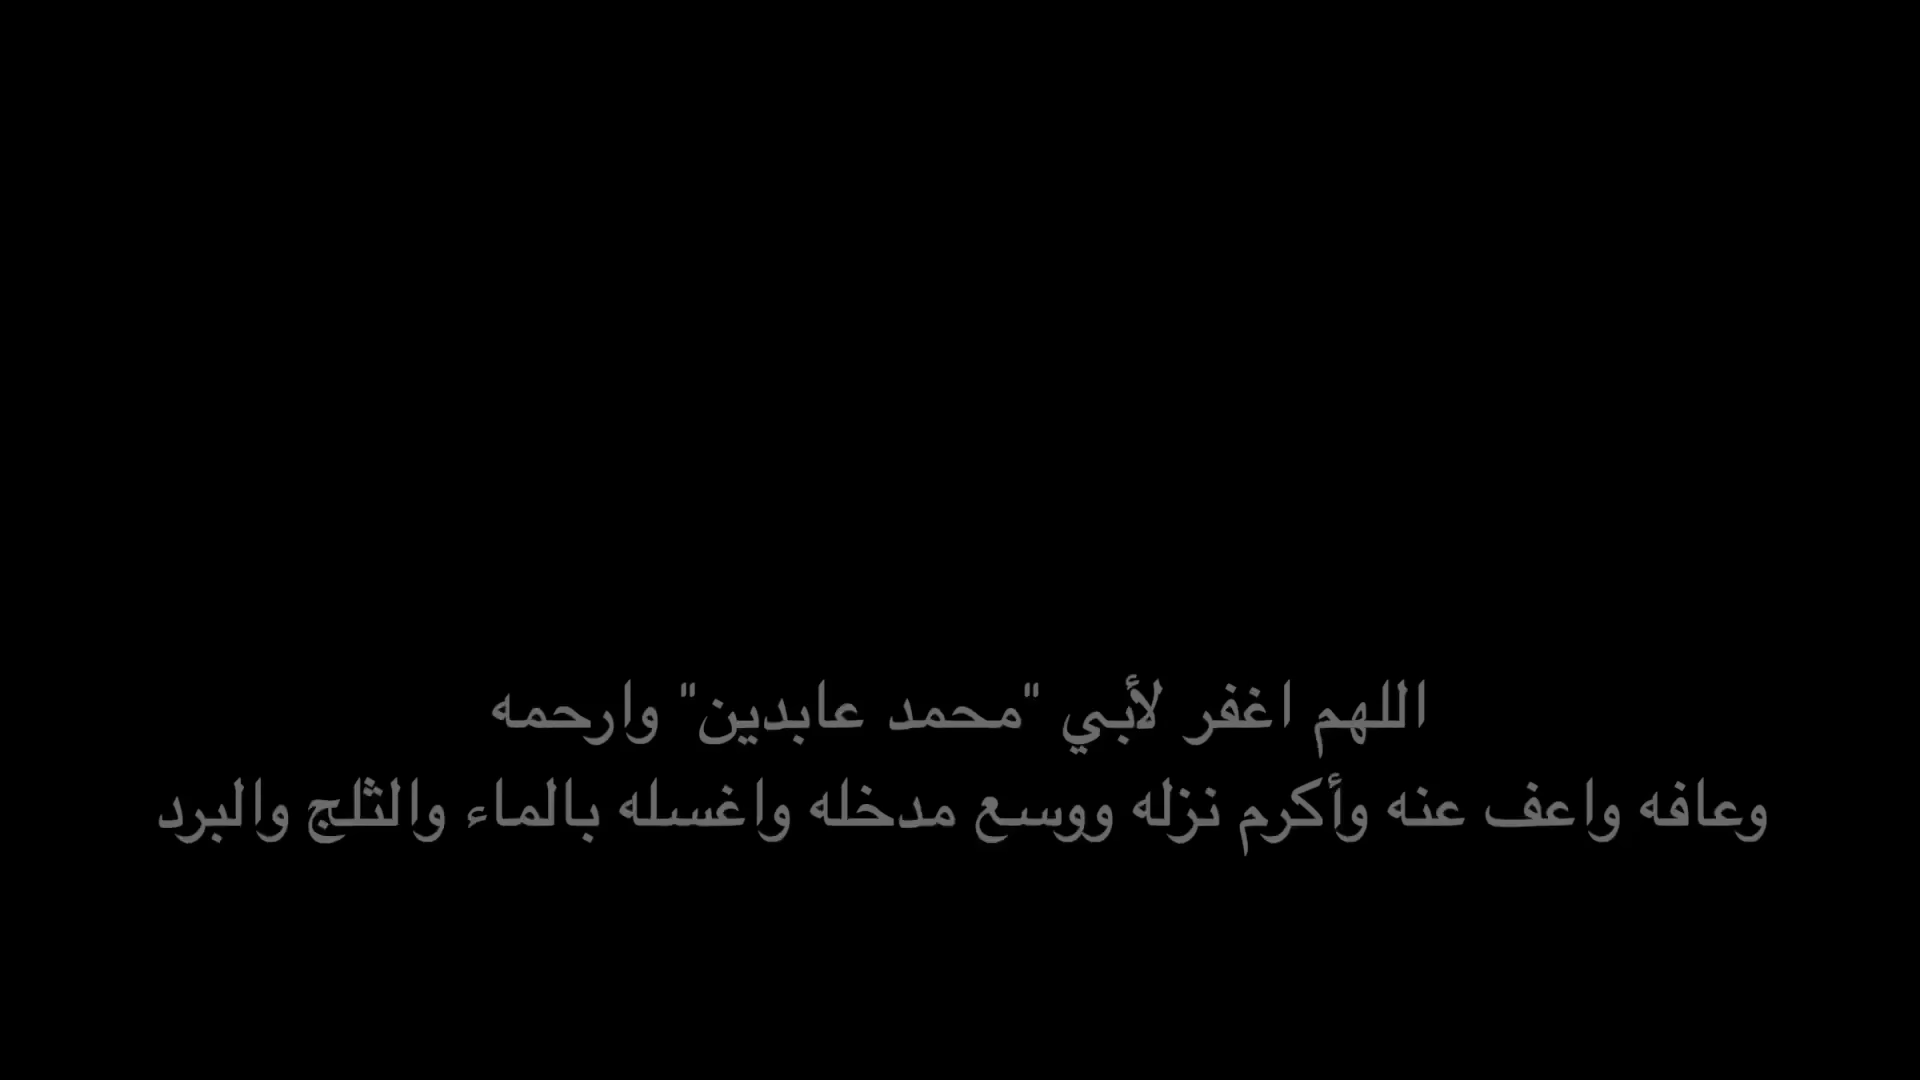 اللهم اغفر لأبي "محمد عابدين" وارحمه
وعافه واعف عنه وأكرم نزله ووسع مدخله واغسله بالماء والثلج والبرد